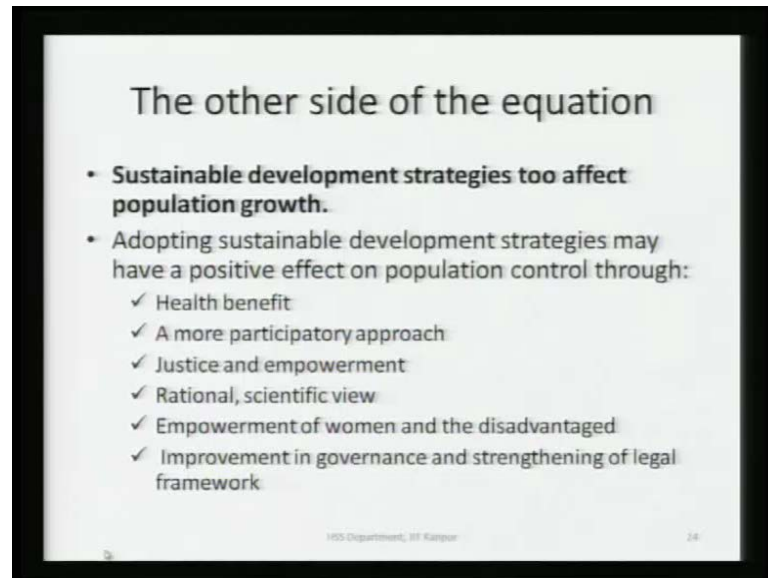 The other side of the equation
• Sustainable development strategies too affect
population growth.
• Adopting sustainable development strategies may
have a positive effect on population control through:
✓ Health benefit
✓ A more participatory approach
✓ Justice and empowerment
✓ Rational, scientific view
✓ Empowerment of women and the disadvantaged
✓ Improvement in governance and strengthening of legal
framework
HSS Department, IIT Kanpur
24